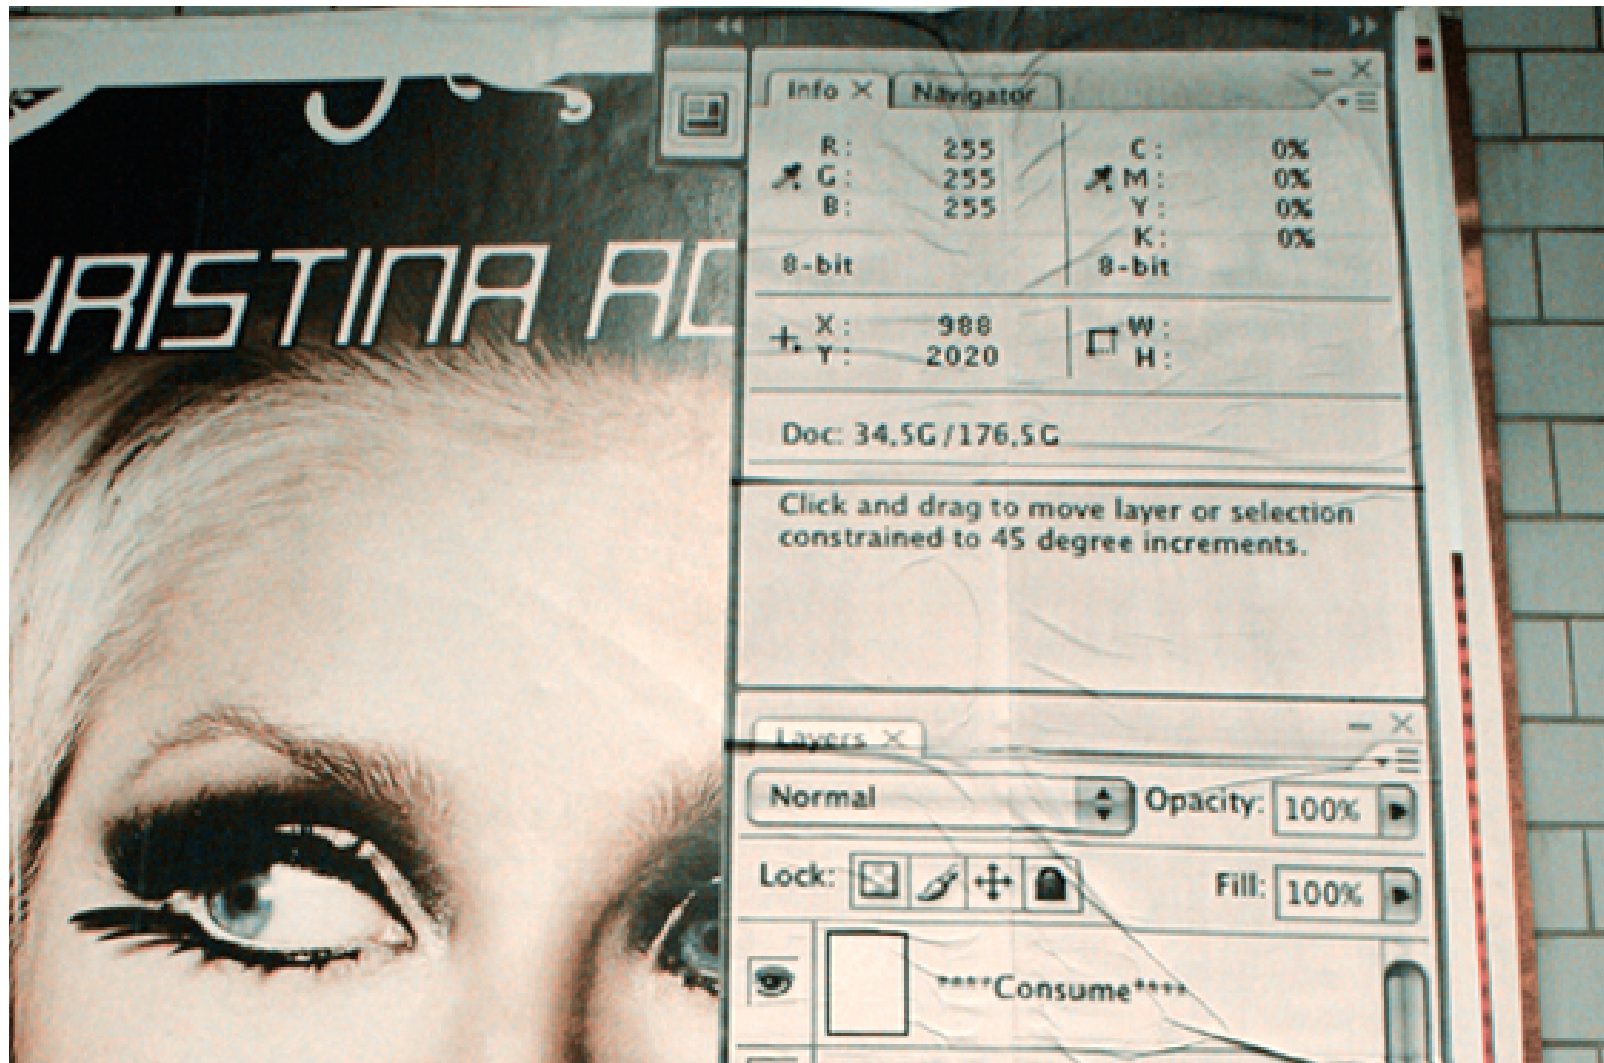 HRISTINA AG
Info X Navigator
R: 255
G: 255
B: 255
8-bit
C: 0%
M: 0%
Y: 0%
K: 0%
8-bit
X: 988
Y: 2020
W:
H:
Doc: 34,5G/176,5G
Click and drag to move layer or selection
constrained to 45 degree increments.
Layers X
Normal Opacity: 100%
Lock: Fill: 100%
****Consume****